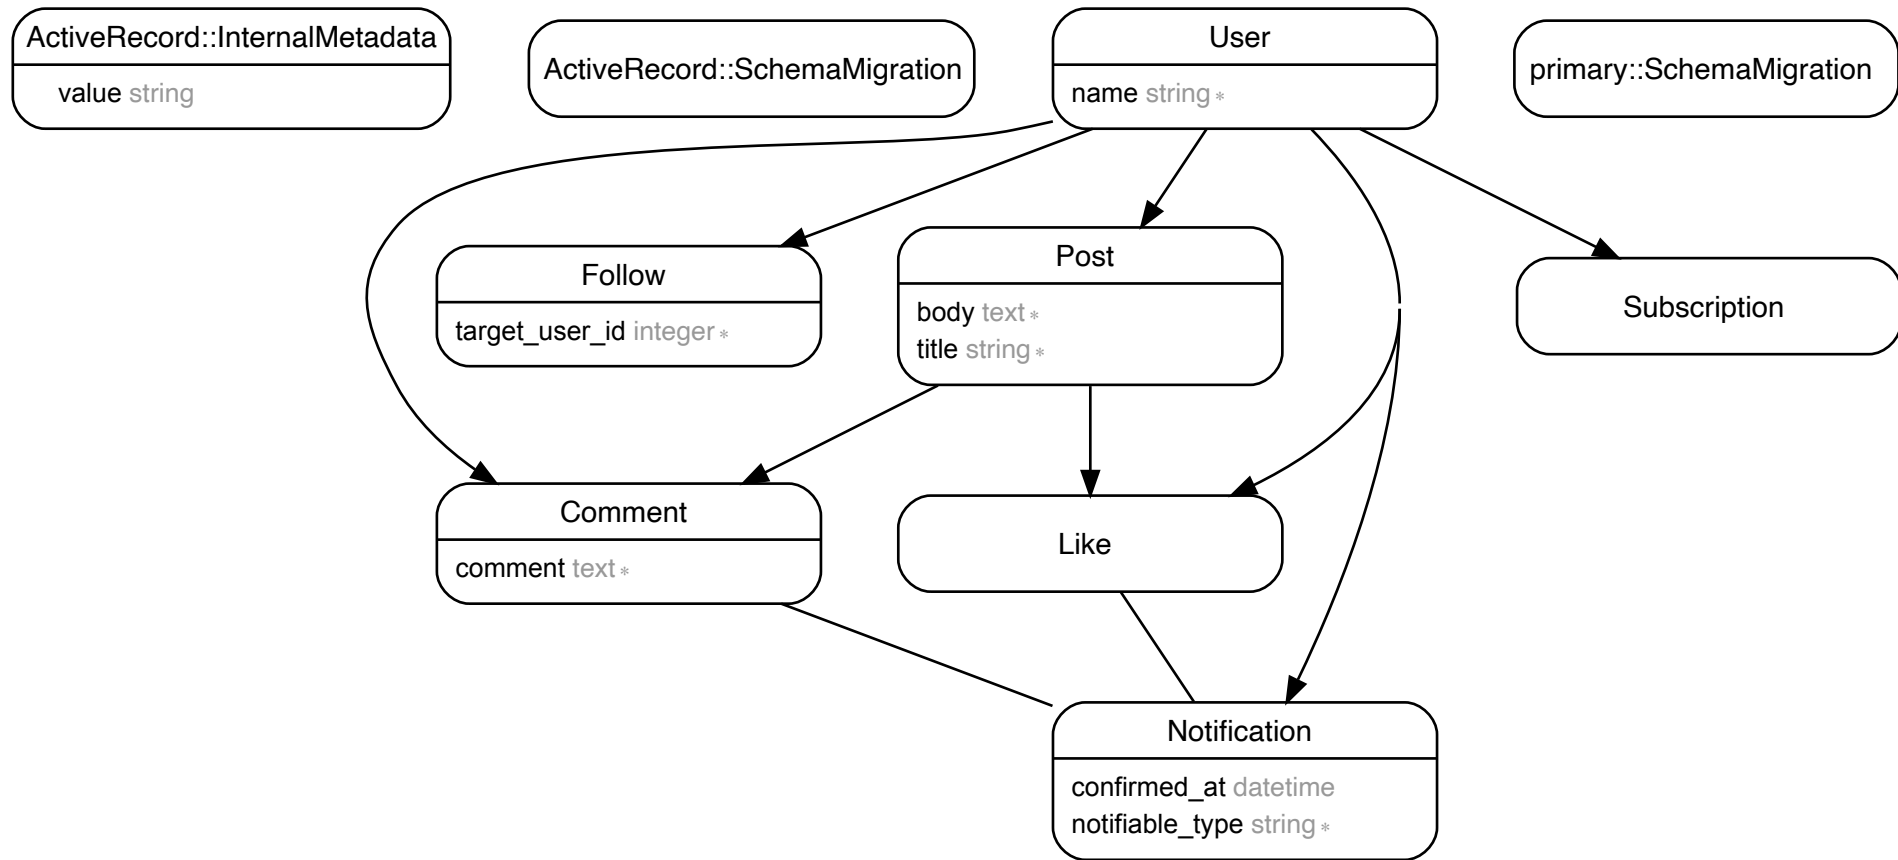 ActiveRecord::InternalMetadata
value string
ActiveRecord::SchemaMigration
User
name string *
primary::SchemaMigration
Follow
target_user_id integer *
Post
body text *
title string *
Subscription
Comment
comment text *
Like
Notification
confirmed_at datetime
notifiable_type string *